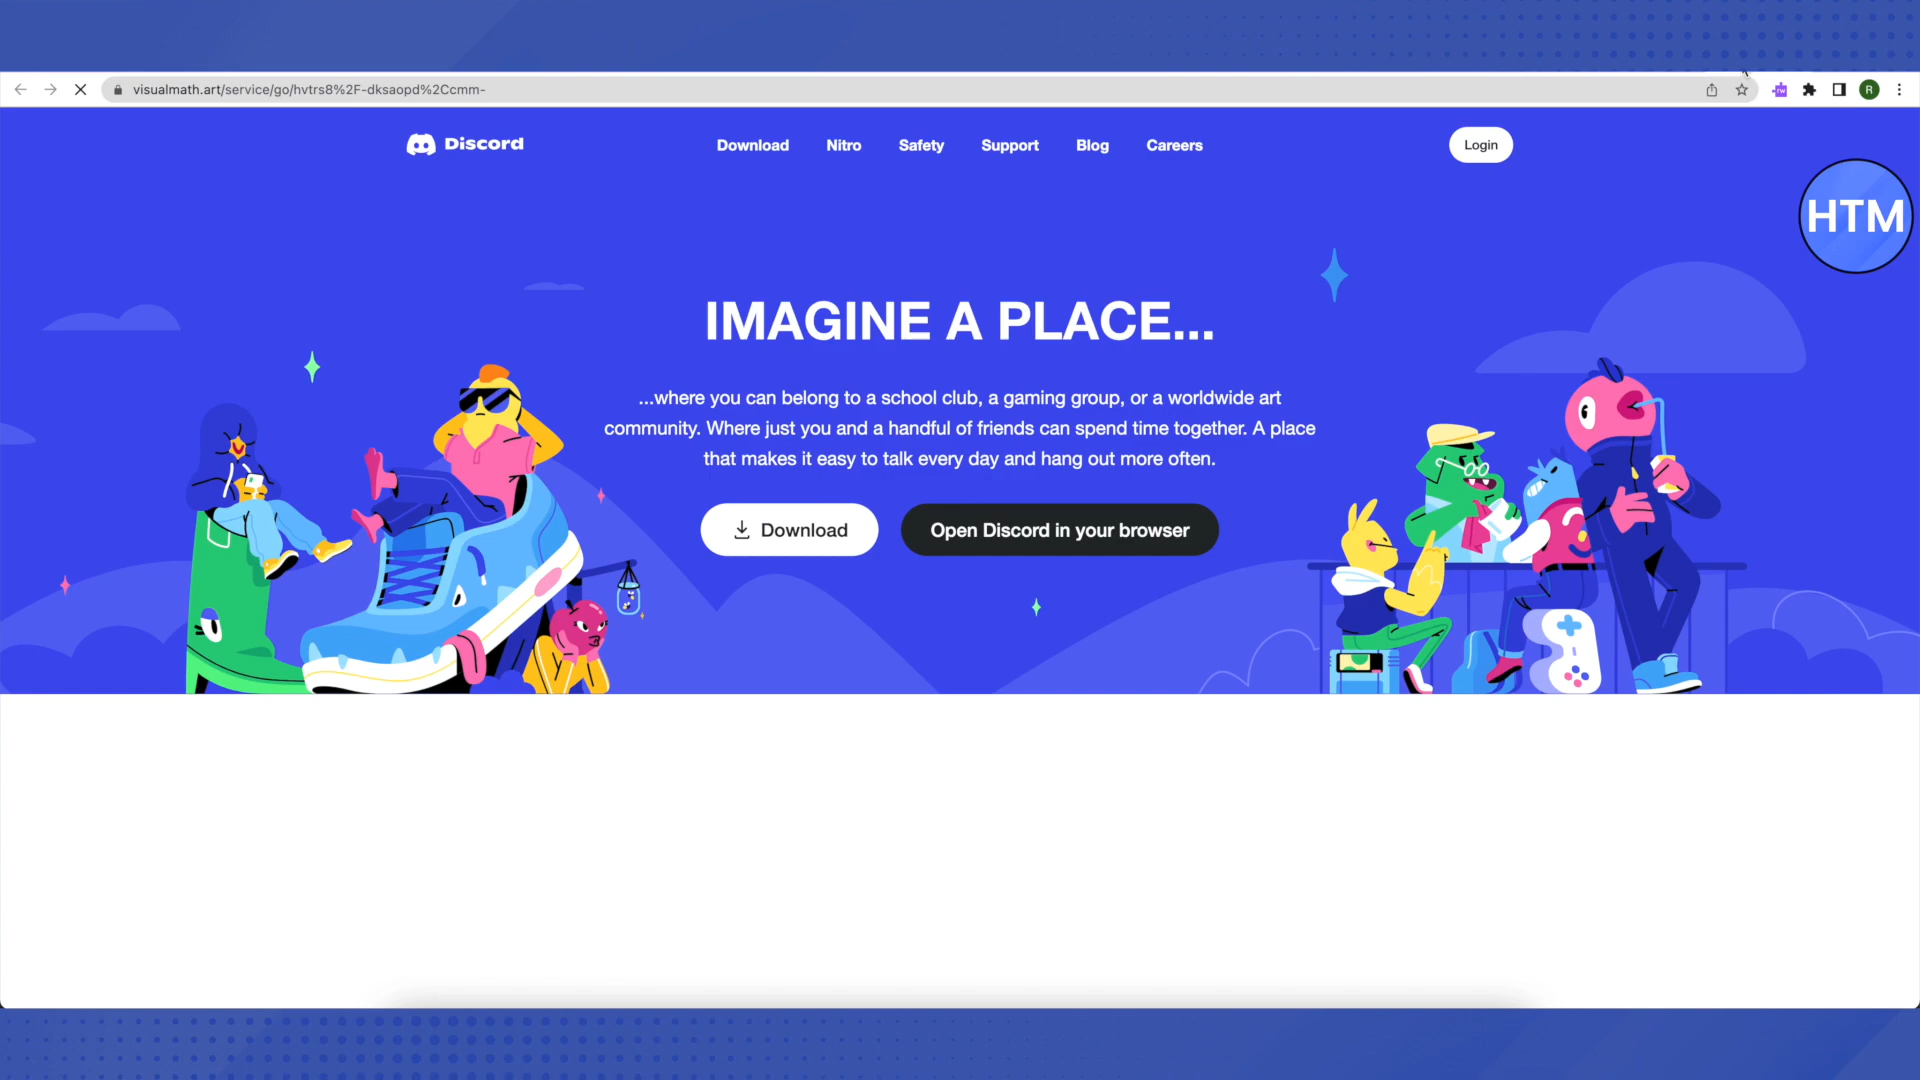 visualmath.art/service/go/hvtrs8%2F-dksaopd%2Ccmm-
rw
R
Discord
Download
Nitro
Safety
Support
Blog
Careers
Login
HTM
IMAGINE A PLACE...
...where you can belong to a school club, a gaming group, or a worldwide art
community. Where just you and a handful of friends can spend time together. A place
that makes it easy to talk every day and hang out more often.
Download
Open Discord in your browser